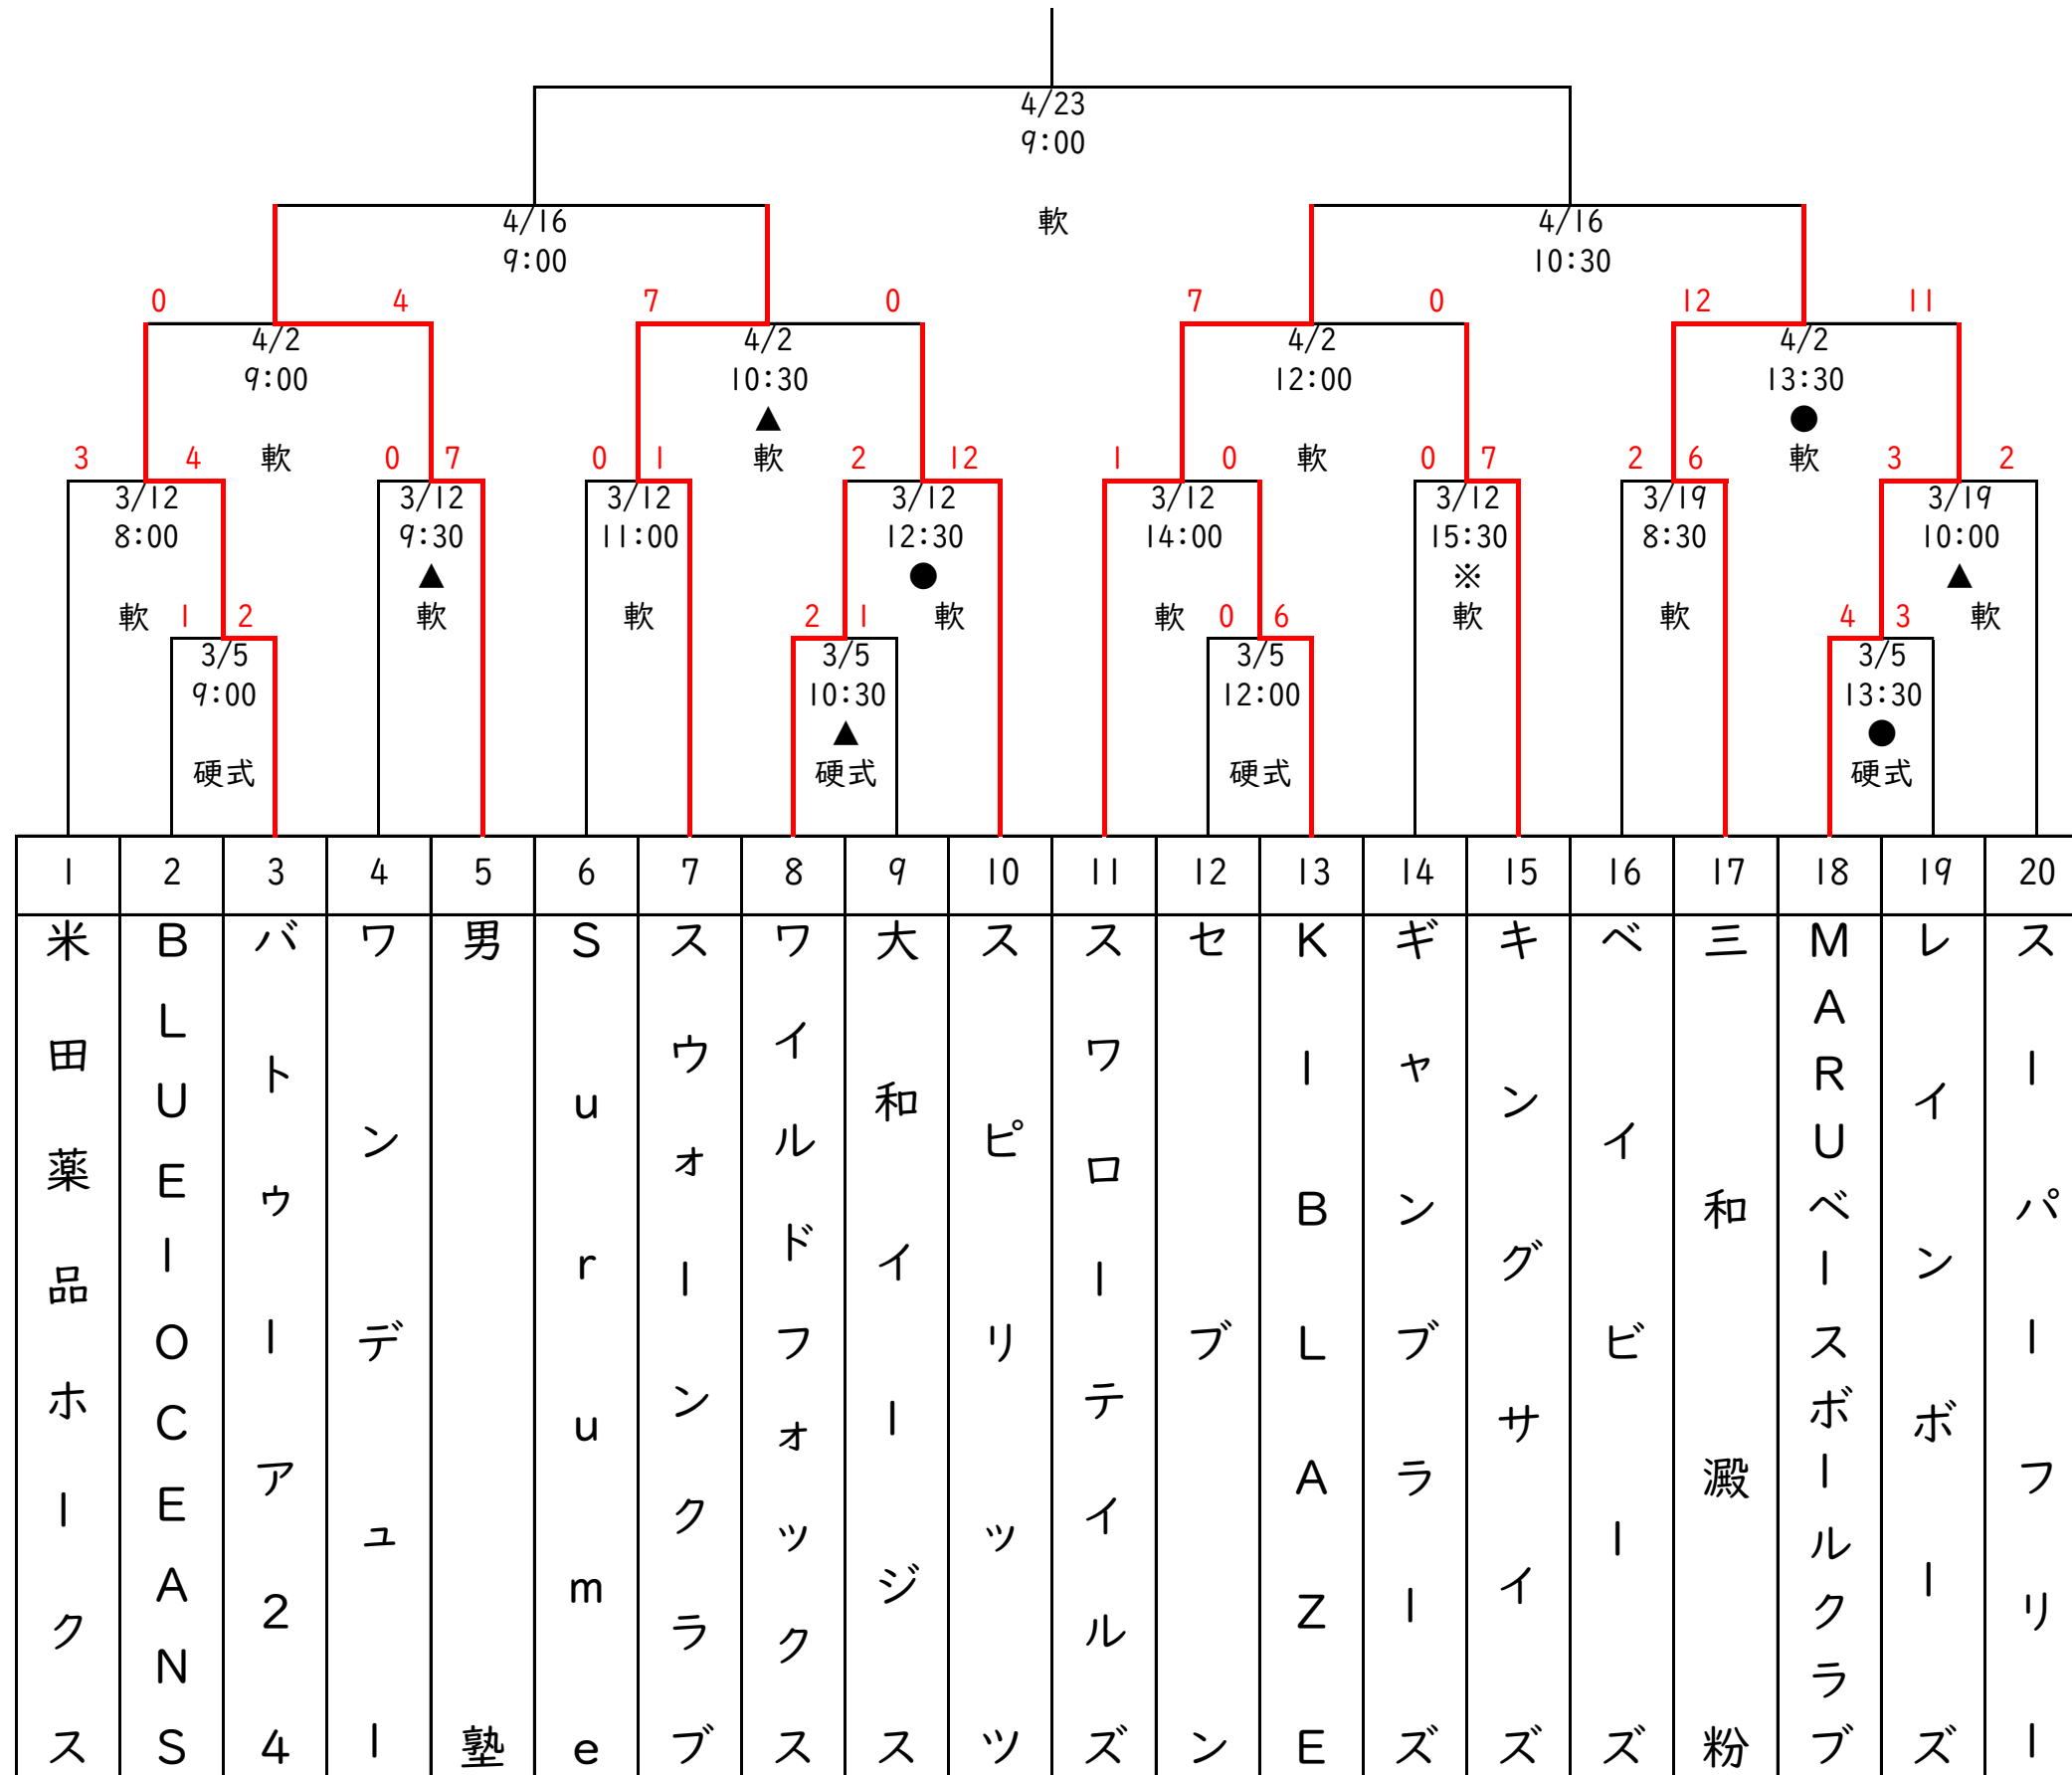 4/23
9:00
軟
4/16
9:00
4/16
10:30
0 4 7 0 7 0 12 11
4/2 4/2 4/2 4/2
9:00 10:30 12:00 13:30
▲ ●
軟 軟 軟 軟
3 4 0 7 0 1 2 12 1 0 0 7 2 6 3 2
3/12 3/12 3/12 3/12 3/12 3/12 3/19 3/19
8:00 9:30 11:00 12:30 14:00 15:30 8:30 10:00
▲ ● ※ ▲
軟 軟 軟 軟 軟 軟 軟 軟
1 2 2 1 0 6 4 3
3/5 3/5 3/5 3/5
9:00 10:30 12:00 13:30
▲ ●
硬式 硬式 硬式 硬式
1 2 3 4 5 6 7 8 9 10 11 12 13 14 15 16 17 18 19 20
米田薬品ホークス
BLUEIOCEANS
バトゥーア24
ワンデュー
男塾
Surume
スウォーンクラブ
ワイルドフォックス
大和イージス
スピリッツ
スワローテイルズ
セブン
KIBLAZE
ギャンブラーズ
キングサイズ
ベイビーズ
三和澱粉
MARUベースボールクラブ
レインボーズ
スーパーフリー